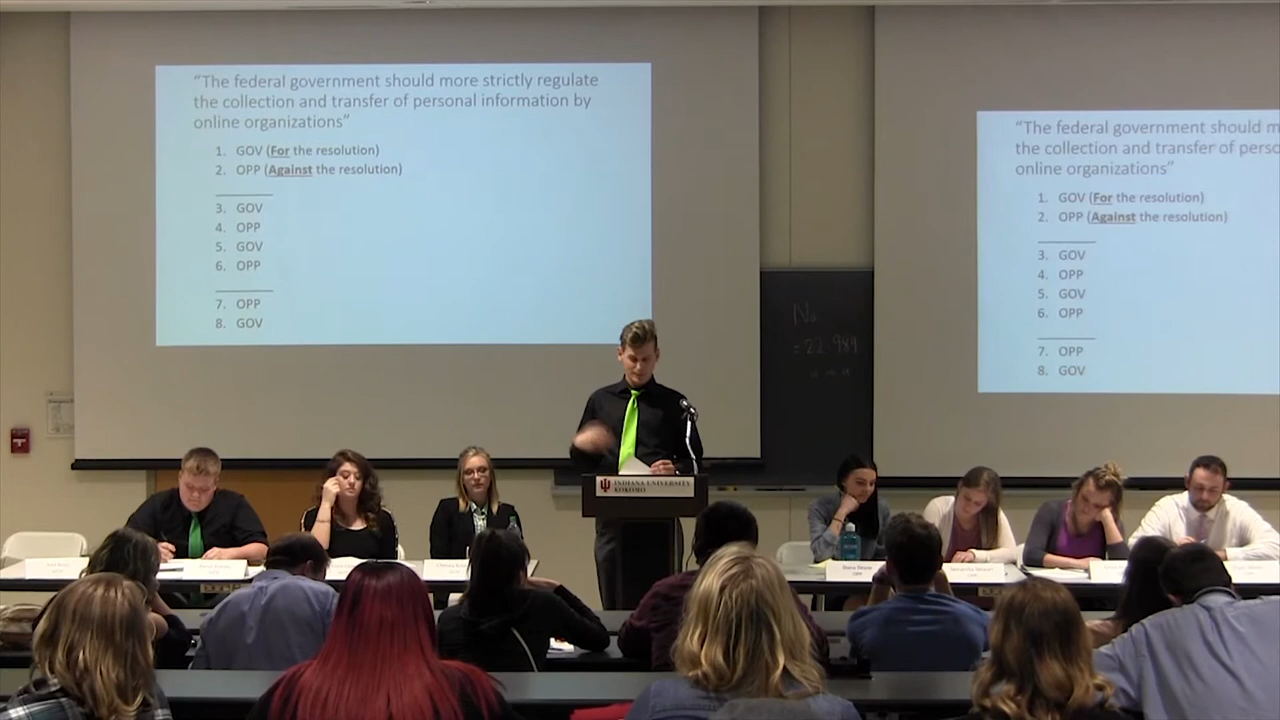 “The federal government should more strictly regulate
the collection and transfer of personal information by
online organizations”
1. GOV (For the resolution)
2. OPP (Against the resolution)
3. GOV
4. OPP
5. GOV
6. OPP
7. OPP
8. GOV
“The federal government should m
the collection and transfer of perso
online organizations”
1. GOV (For the resolution)
2. OPP (Against the resolution)
3. GOV
4. OPP
5. GOV
6. OPP
7. OPP
8. GOV
Na
=22.989
INDIANA UNIVERSITY
KOKOMO